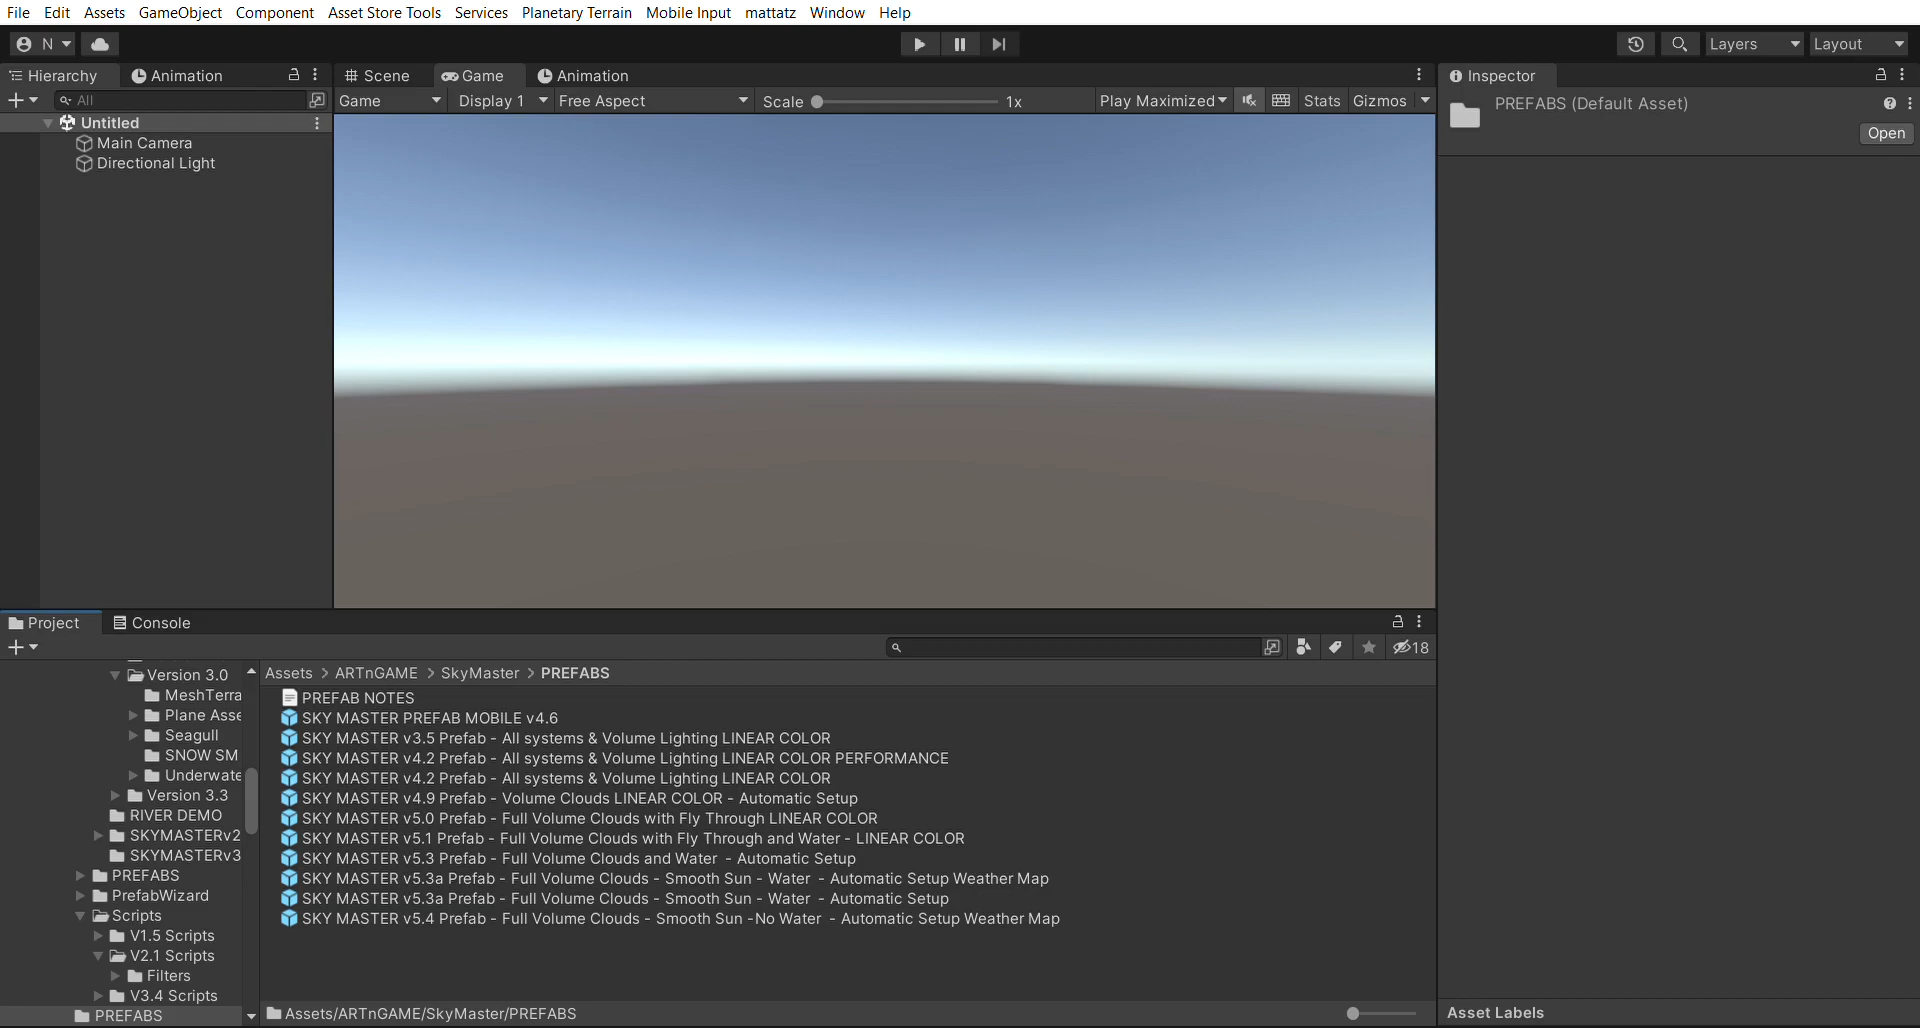 File Edit Assets GameObject Component Asset Store Tools Services Planetary Terrain Mobile Input mattatz Window Help
N Layers Layout
Hierarchy Animation Scene Game Animation Inspector
All Game Display 1 Free Aspect Scale 1x Play Maximized Stats Gizmos PREFABS (Default Asset)
Open
Untitled
Main Camera
Directional Light
Project Console
18
Assets > ARTnGAME > SkyMaster > PREFABS
Version 3.0
MeshTerra
Plane Asse
Seagull
SNOW SM
Underwate
Version 3.3
RIVER DEMO
SKYMASTERv2
SKYMASTERv3
PREFABS
PrefabWizard
Scripts
V1.5 Scripts
V2.1 Scripts
Filters
V3.4 Scripts
PREFABS
PREFAB NOTES
SKY MASTER PREFAB MOBILE v4.6
SKY MASTER v3.5 Prefab - All systems & Volume Lighting LINEAR COLOR
SKY MASTER v4.2 Prefab - All systems & Volume Lighting LINEAR COLOR PERFORMANCE
SKY MASTER v4.2 Prefab - All systems & Volume Lighting LINEAR COLOR
SKY MASTER v4.9 Prefab - Volume Clouds LINEAR COLOR - Automatic Setup
SKY MASTER v5.0 Prefab - Full Volume Clouds with Fly Through LINEAR COLOR
SKY MASTER v5.1 Prefab - Full Volume Clouds with Fly Through and Water - LINEAR COLOR
SKY MASTER v5.3 Prefab - Full Volume Clouds and Water  - Automatic Setup
SKY MASTER v5.3a Prefab - Full Volume Clouds - Smooth Sun - Water  - Automatic Setup Weather Map
SKY MASTER v5.3a Prefab - Full Volume Clouds - Smooth Sun - Water  - Automatic Setup
SKY MASTER v5.4 Prefab - Full Volume Clouds - Smooth Sun -No Water  - Automatic Setup Weather Map
Assets/ARTnGAME/SkyMaster/PREFABS
Asset Labels